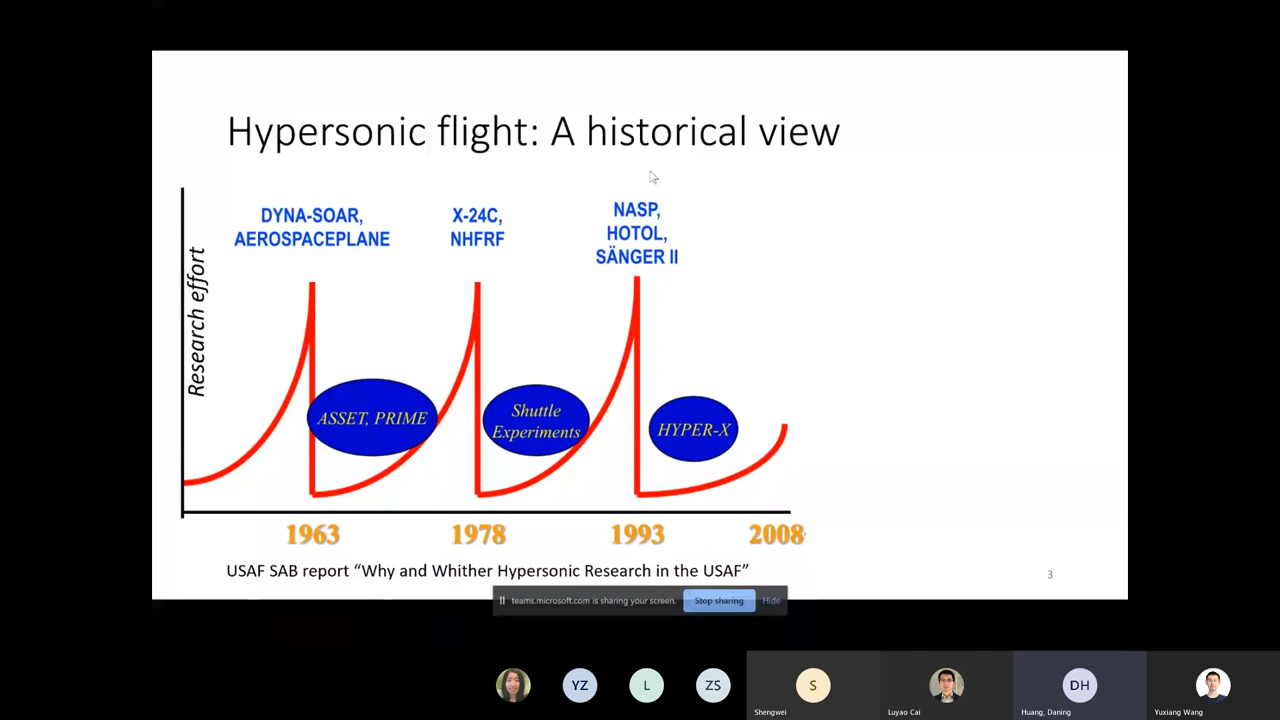 Hypersonic flight: A historical view
Research effort
DYNA-SOAR,
AEROSPACEPLANE
X-24C,
NHFRF
NASP,
HOTOL,
SÄNGER II
ASSET, PRIME
Shuttle
Experiments
HYPER-X
1963
1978
1993
2008
USAF SAB report “Why and Whither Hypersonic Research in the USAF”
3
teams.microsoft.com is sharing your screen.
Stop sharing
Hide
YZ
L
ZS
S
DH
Shengwei
Luyao Cai
Huang, Daning
Yuxiang Wang